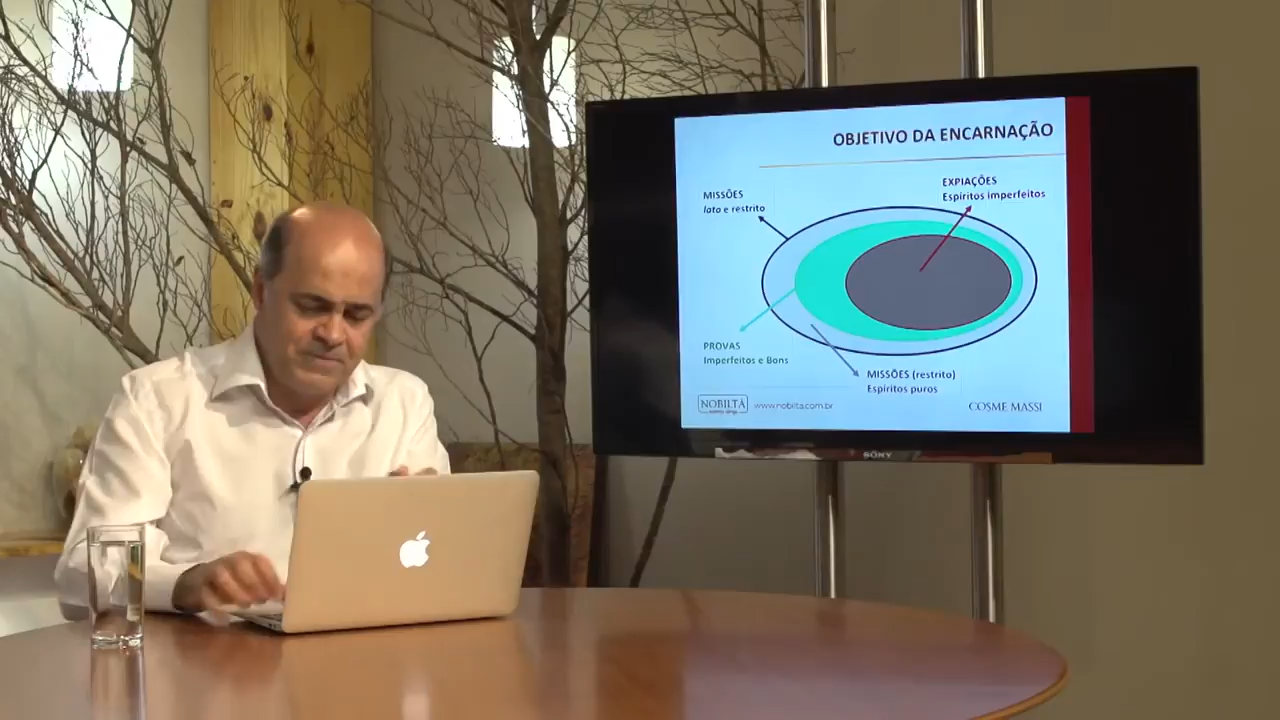 OBJETIVO DA ENCARNAÇÃO
MISSÕES
lato e restrito
EXPIAÇÕES
Espíritos imperfeitos
PROVAS
Imperfeitos e Bons
MISSÕES (restrito)
Espíritos puros
NOBILTÀ
www.nobilta.com.br
COSME MASSI
SONY